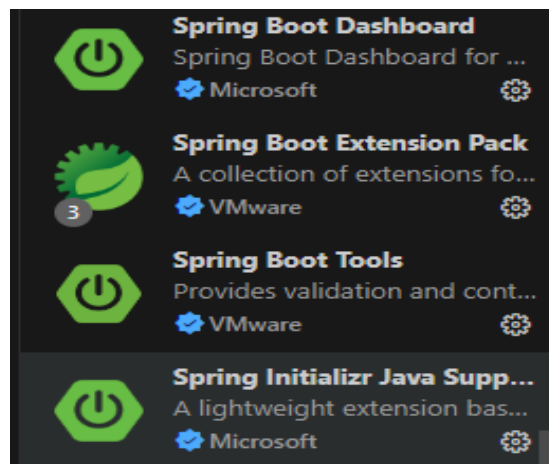 Spring Boot Dashboard
Spring Boot Dashboard for ...
Microsoft
Spring Boot Extension Pack
A collection of extensions fo...
3
VMware
Spring Boot Tools
Provides validation and cont...
VMware
Spring Initializr Java Supp...
A lightweight extension bas...
Microsoft